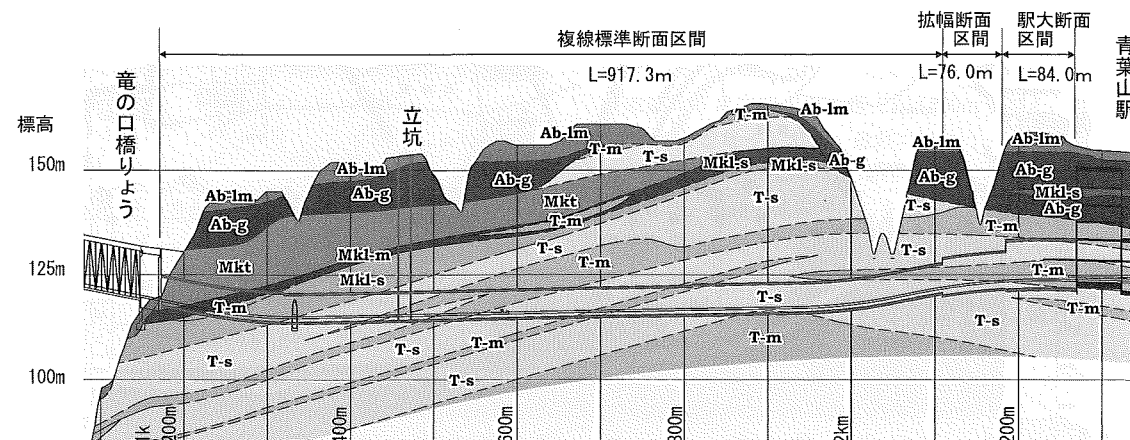 拡幅断面
区間
駅大断面
区間
複線標準断面区間
L=917.3m
L=76.0m
L=84.0m
青葉山駅
竜の口橋りょう
立坑
標高
150m
125m
100m
Ab-lm
Ab-g
Ab-lm
Ab-g
Ab-lm
Ab-g
T-m
T-s
T-m
Ab-lm
Mkl-s
Mkl-s
Ab-g
Ab-lm
Ab-g
T-s
Ab-lm
Ab-g
Mkl-s
Ab-g
Mkt
T-m
T-s
T-s
T-m
Mkt
Mkl-m
Mkl-s
T-s
T-m
T-m
T-m
T-s
T-m
T-s
T-s
T-m
T-m
T-s
T-s
1k
200m
400m
600m
800m
2km
200m